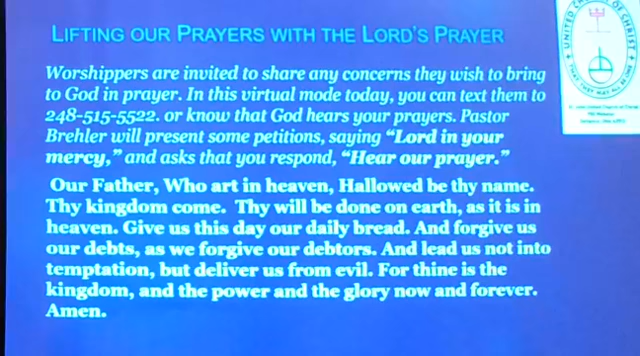 LIFTING OUR PRAYERS WITH THE LORD'S PRAYER
Worshippers are invited to share any concerns they wish to bring
to God in prayer. In this virtual mode today, you can text them to
248-515-5522. or know that God hears your prayers. Pastor
Brehler will present some petitions, saying "Lord in your
mercy," and asks that you respond, "Hear our prayer."
Our Father, Who art in heaven, Hallowed be thy name.
Thy kingdom come. Thy will be done on earth, as it is in
heaven. Give us this day our daily bread. And forgive us
our debts, as we forgive our debtors. And lead us not into
temptation, but deliver us from evil. For thine is the
kingdom, and the power and the glory now and forever.
Amen.
UNITED CHURCH OF CHRIST
THAT THEY MAY ALL BE ONE